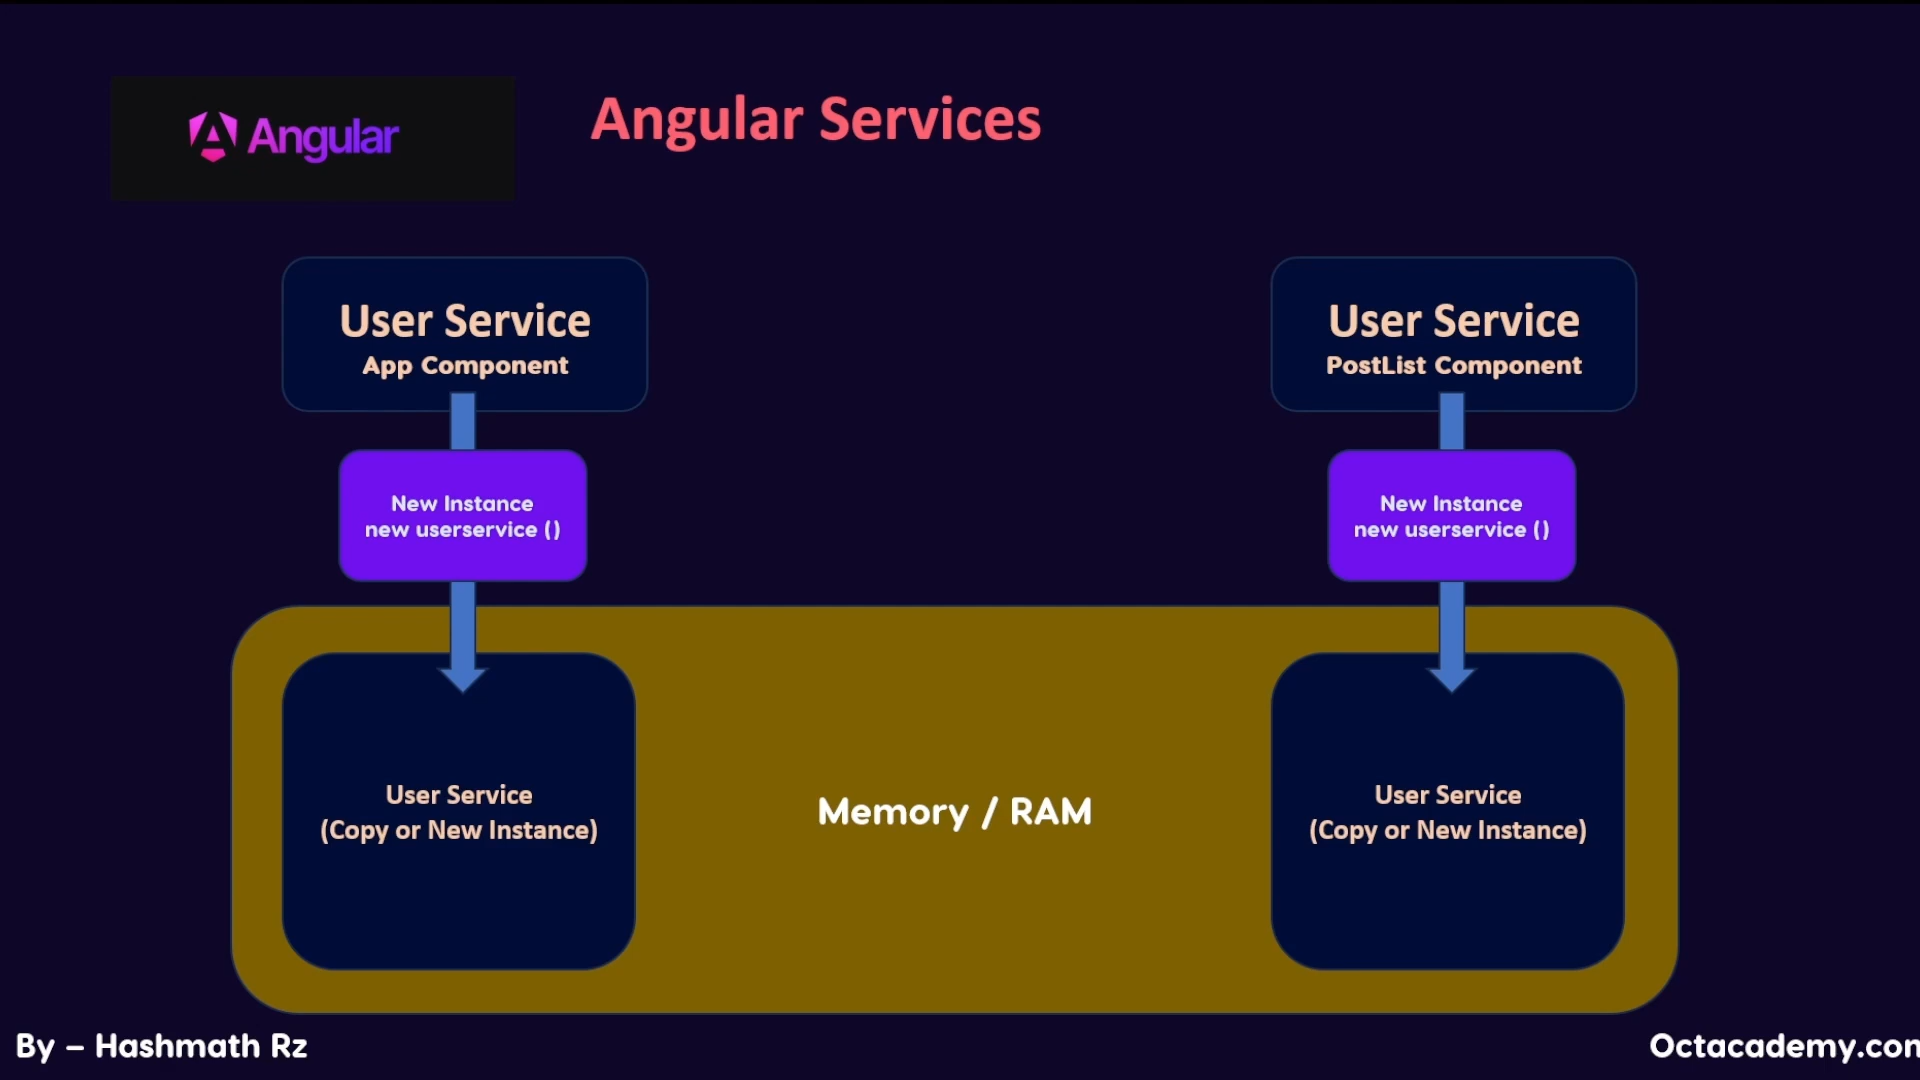 Angular
Angular Services
User Service
App Component
User Service
PostList Component
New Instance
new userservice ()
New Instance
new userservice ()
User Service
(Copy or New Instance)
Memory / RAM
User Service
(Copy or New Instance)
By – Hashmath Rz
Octacademy.com